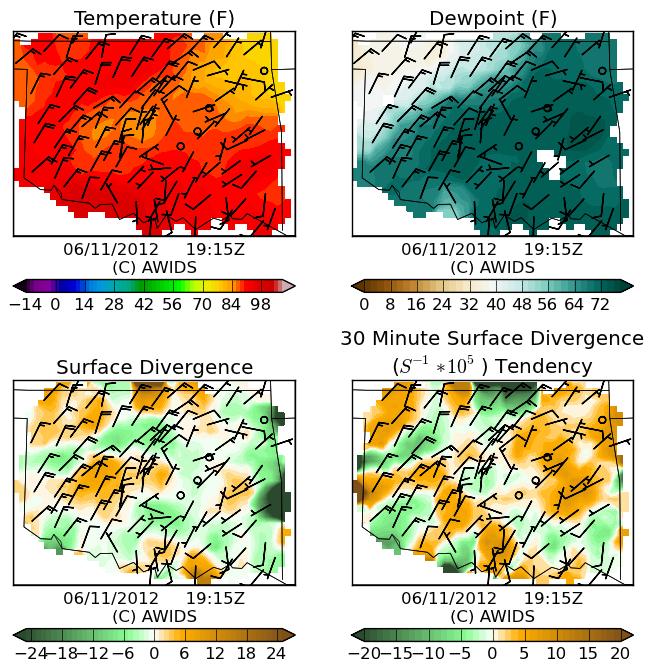 Temperature (F)
Dewpoint (F)
06/11/2012 19:15Z
(C) AWIDS
06/11/2012 19:15Z
(C) AWIDS
−14 0 14 28 42 56 70 84 98
0 8 16 24 32 40 48 56 64 72
30 Minute Surface Divergence
Surface Divergence
(S⁻¹ *10⁵ ) Tendency
06/11/2012 19:15Z
(C) AWIDS
06/11/2012 19:15Z
(C) AWIDS
−24−18−12 −6 0 6 12 18 24
−20−15−10 −5 0 5 10 15 20